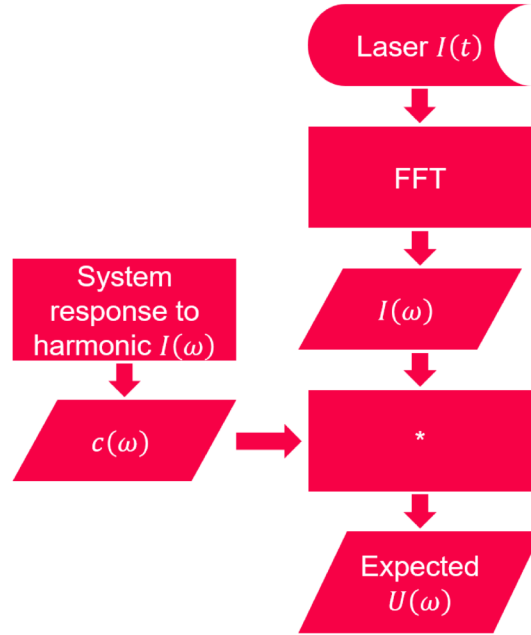 Laser I(t)
FFT
I(ω)
System
response to
harmonic I(ω)
c(ω)
*
Expected
U(ω)